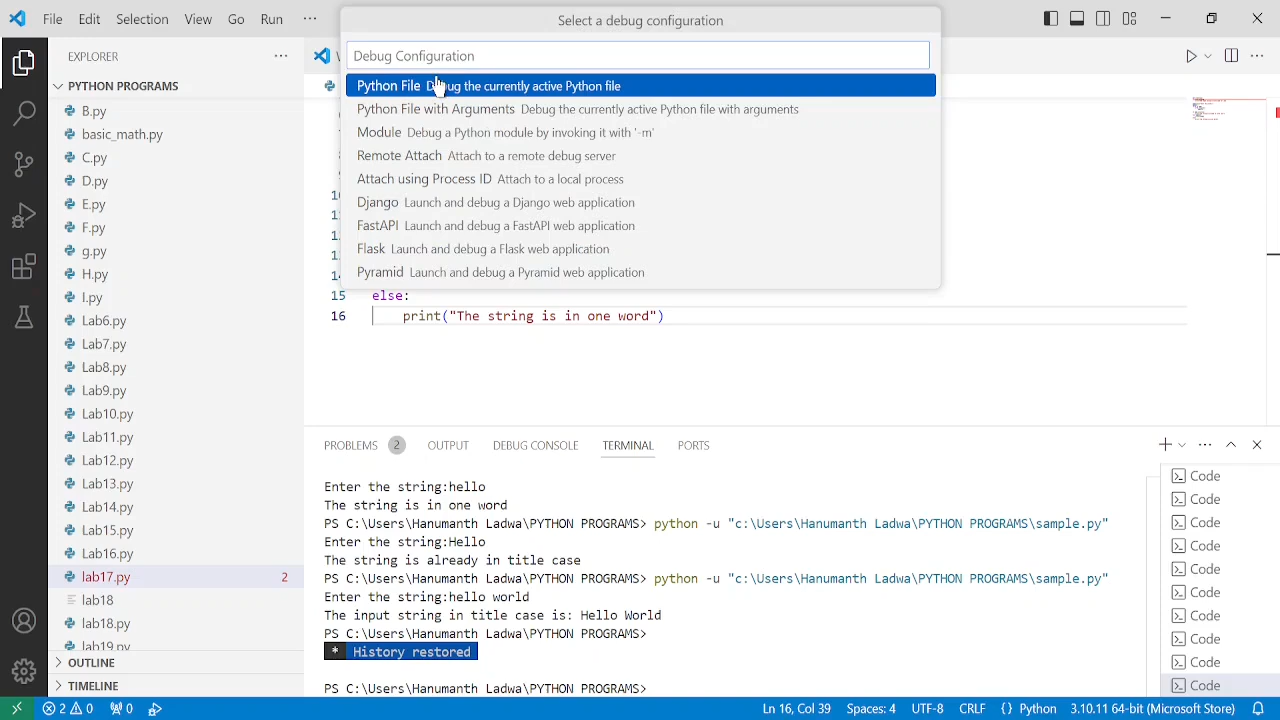 File Edit Selection View Go Run ···
Select a debug configuration
Debug Configuration
Python File Debug the currently active Python file
Python File with Arguments Debug the currently active Python file with arguments
Module Debug a Python module by invoking it with '-m'
Remote Attach Attach to a remote debug server
Attach using Process ID Attach to a local process
Django Launch and debug a Django web application
FastAPI Launch and debug a FastAPI web application
Flask Launch and debug a Flask web application
Pyramid Launch and debug a Pyramid web application
EXPLORER
PYTHON PROGRAMS
B.py
basic_math.py
C.py
D.py
E.py
F.py
g.py
H.py
I.py
Lab6.py
Lab7.py
Lab8.py
Lab9.py
Lab10.py
Lab11.py
Lab12.py
Lab13.py
Lab14.py
Lab15.py
Lab16.py
lab17.py 2
lab18
lab18.py
lab19.py
OUTLINE
TIMELINE
15 else:
16 print("The string is in one word")
PROBLEMS 2 OUTPUT DEBUG CONSOLE TERMINAL PORTS
Enter the string:hello
The string is in one word
PS C:\Users\Hanumanth Ladwa\PYTHON PROGRAMS> python -u "c:\Users\Hanumanth Ladwa\PYTHON PROGRAMS\sample.py"
Enter the string:Hello
The string is already in title case
PS C:\Users\Hanumanth Ladwa\PYTHON PROGRAMS> python -u "c:\Users\Hanumanth Ladwa\PYTHON PROGRAMS\sample.py"
Enter the string:hello world
The input string in title case is: Hello World
PS C:\Users\Hanumanth Ladwa\PYTHON PROGRAMS>
* History restored
PS C:\Users\Hanumanth Ladwa\PYTHON PROGRAMS>
Code
Code
Code
Code
Code
Code
Code
Code
Code
Code
2 0 0 Ln 16, Col 39 Spaces: 4 UTF-8 CRLF {} Python 3.10.11 64-bit (Microsoft Store)